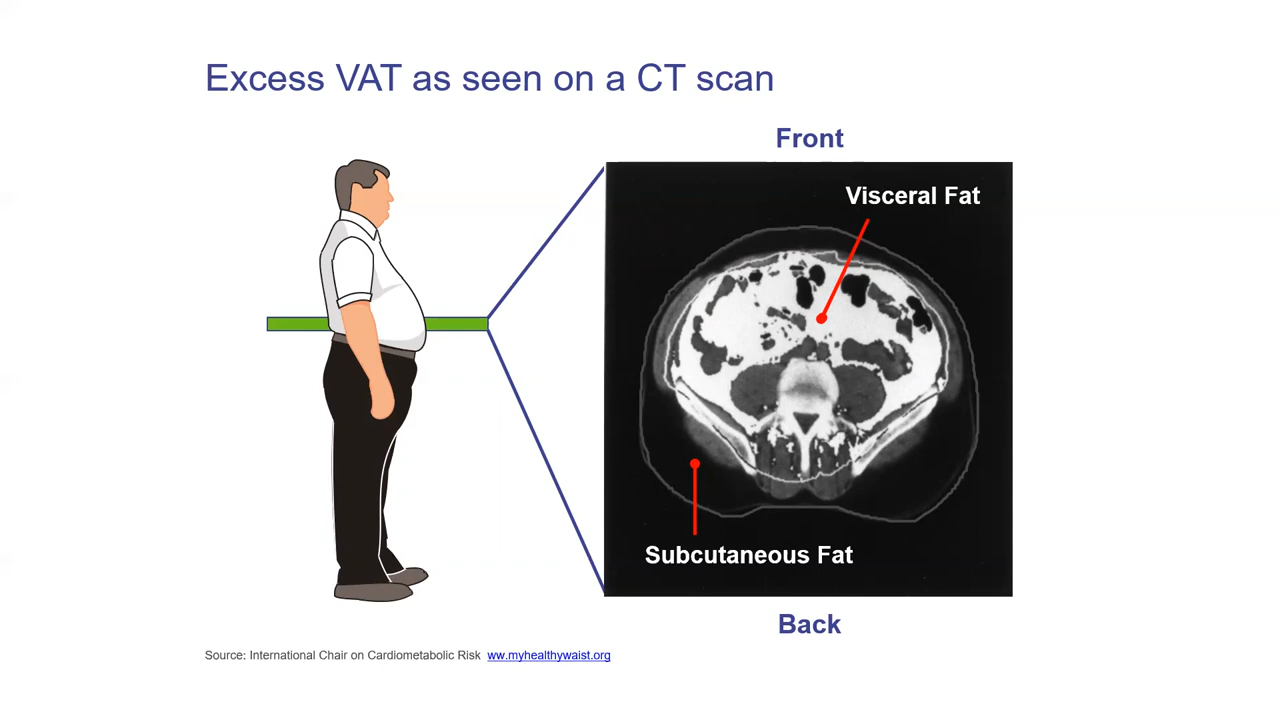 Excess VAT as seen on a CT scan
Front
Visceral Fat
Subcutaneous Fat
Back
Source: International Chair on Cardiometabolic Risk ww.myhealthywaist.org